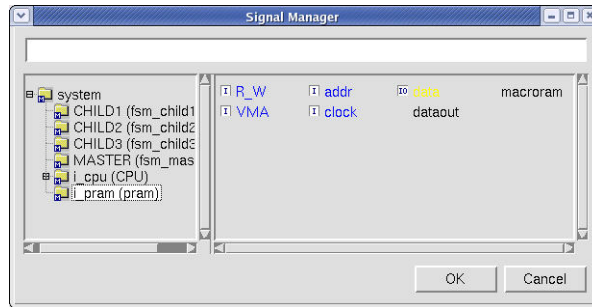 Signal Manager
system
CHILD1 (fsm_child1
CHILD2 (fsm_child2
CHILD3 (fsm_child3
MASTER (fsm_mas
i_cpu (CPU)
i_pram (pram)
R_W addr data macroram
VMA clock dataout
OK Cancel